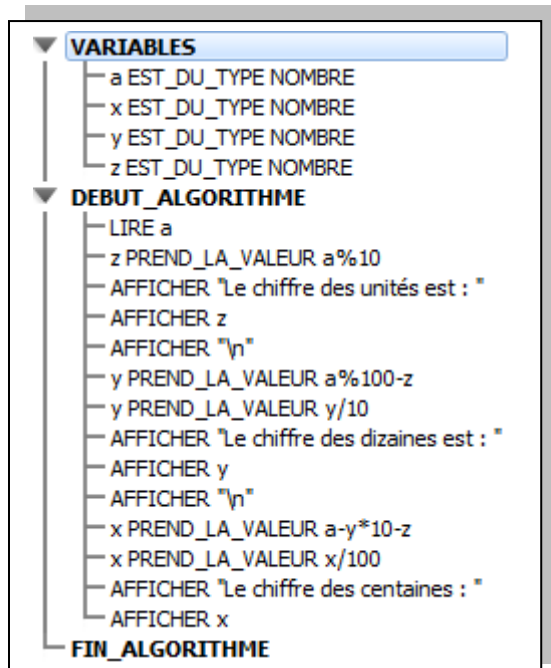 VARIABLES
a EST_DU_TYPE NOMBRE
x EST_DU_TYPE NOMBRE
y EST_DU_TYPE NOMBRE
z EST_DU_TYPE NOMBRE
DEBUT_ALGORITHME
LIRE a
z PREND_LA_VALEUR a%10
AFFICHER "Le chiffre des unités est : "
AFFICHER z
AFFICHER "\n"
y PREND_LA_VALEUR a%100-z
y PREND_LA_VALEUR y/10
AFFICHER "Le chiffre des dizaines est : "
AFFICHER y
AFFICHER "\n"
x PREND_LA_VALEUR a-y*10-z
x PREND_LA_VALEUR x/100
AFFICHER "Le chiffre des centaines : "
AFFICHER x
FIN_ALGORITHME